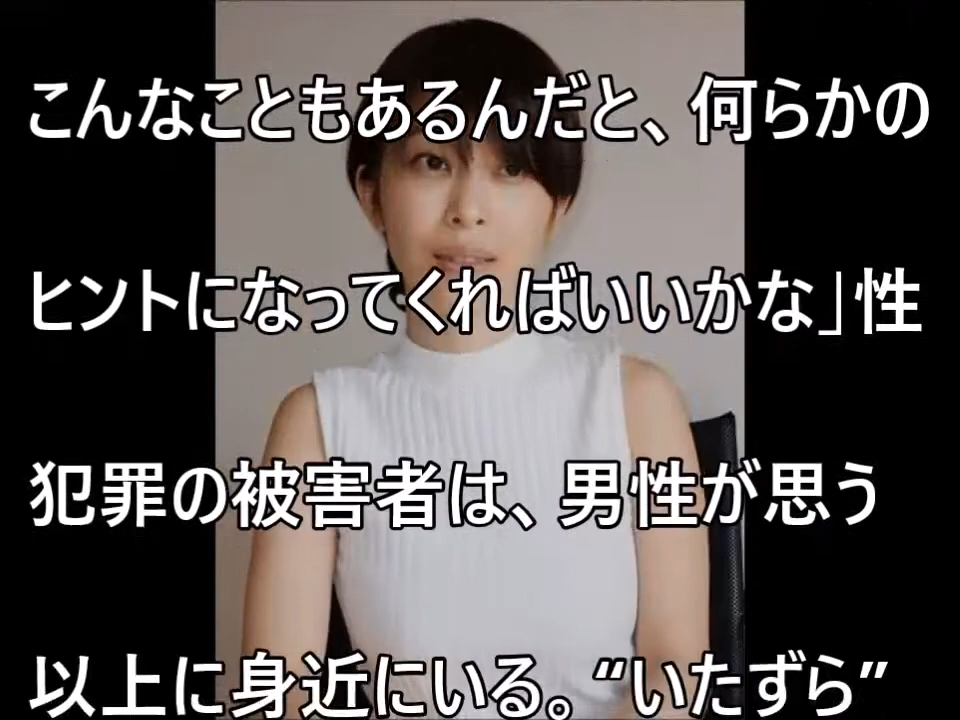 こんなこともあるんだと、何らかの
ヒントになってくればいいかな」性
犯罪の被害者は、男性が思う
以上に身近にいる。“いたずら”